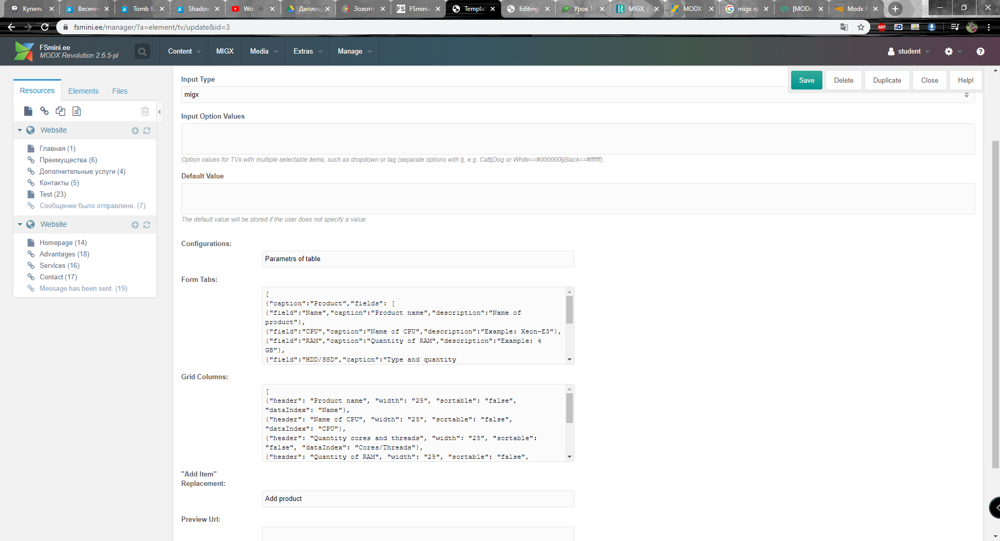 Купить
Весенн
Tomb R
Shadow
Wo
Диплом
Золото
FS FSmini.e
Templa
Editing:
Урок 1
R MIGX, р
MODX
migx m
[MODx,
Modx R
fsmini.ee/manager/?a=element/tv/update&id=3
ABP
iD
FSmini.ee
MODX Revolution 2.6.5-pl
Content
MIGX
Media
Extras
Manage
student
Resources
Elements
Files
Website
Главная (1)
Преимущества (6)
Дополнительные услуги (4)
Контакты (5)
Test (23)
Сообщение было отправлено. (7)
Website
Homepage (14)
Advantages (18)
Services (16)
Contact (17)
Message has been sent. (19)
Save
Delete
Duplicate
Close
Help!
Input Type
migx
Input Option Values
Option values for TVs with multiple selectable items, such as dropdown or tag (separate options with ||, e.g. Cat||Dog or White==#000000||Black==#ffffff).
Default Value
The default value will be stored if the user does not specify a value.
Configurations:
Parametrs of table
Form Tabs:
[
{"caption":"Product","fields": [
{"field":"Name","caption":"Product name","description":"Name of
product"},
{"field":"CPU","caption":"Name of CPU","description":"Example: Xeon-E3"},
{"field":"RAM","caption":"Quantity of RAM","description":"Example: 4
GB"},
{"field":"HDD/SSD","caption":"Type and quantity
Grid Columns:
[
{"header": "Product name", "width": "25", "sortable": "false",
"dataIndex": "Name"},
{"header": "Name of CPU", "width": "25", "sortable": "false",
"dataIndex": "CPU"},
{"header": "Quantity cores and threads", "width": "25", "sortable":
"false", "dataIndex": "Cores/Threads"},
{"header": "Quantity of RAM", "width": "25", "sortable": "false",
"Add Item"
Replacement:
Add product
Preview Url: